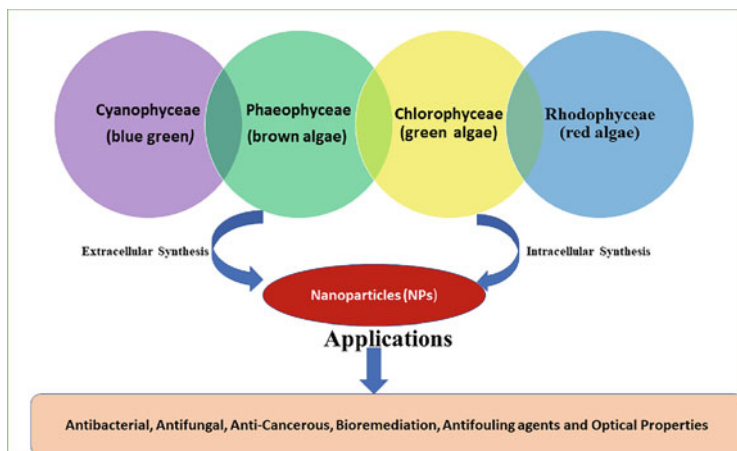 Cyanophyceae
(blue green)
Phaeophyceae
(brown algae)
Chlorophyceae
(green algae)
Rhodophyceae
(red algae)
Extracellular Synthesis
Intracellular Synthesis
Nanoparticles (NPs)
Applications
Antibacterial, Antifungal, Anti-Cancerous, Bioremediation, Antifouling agents and Optical Properties